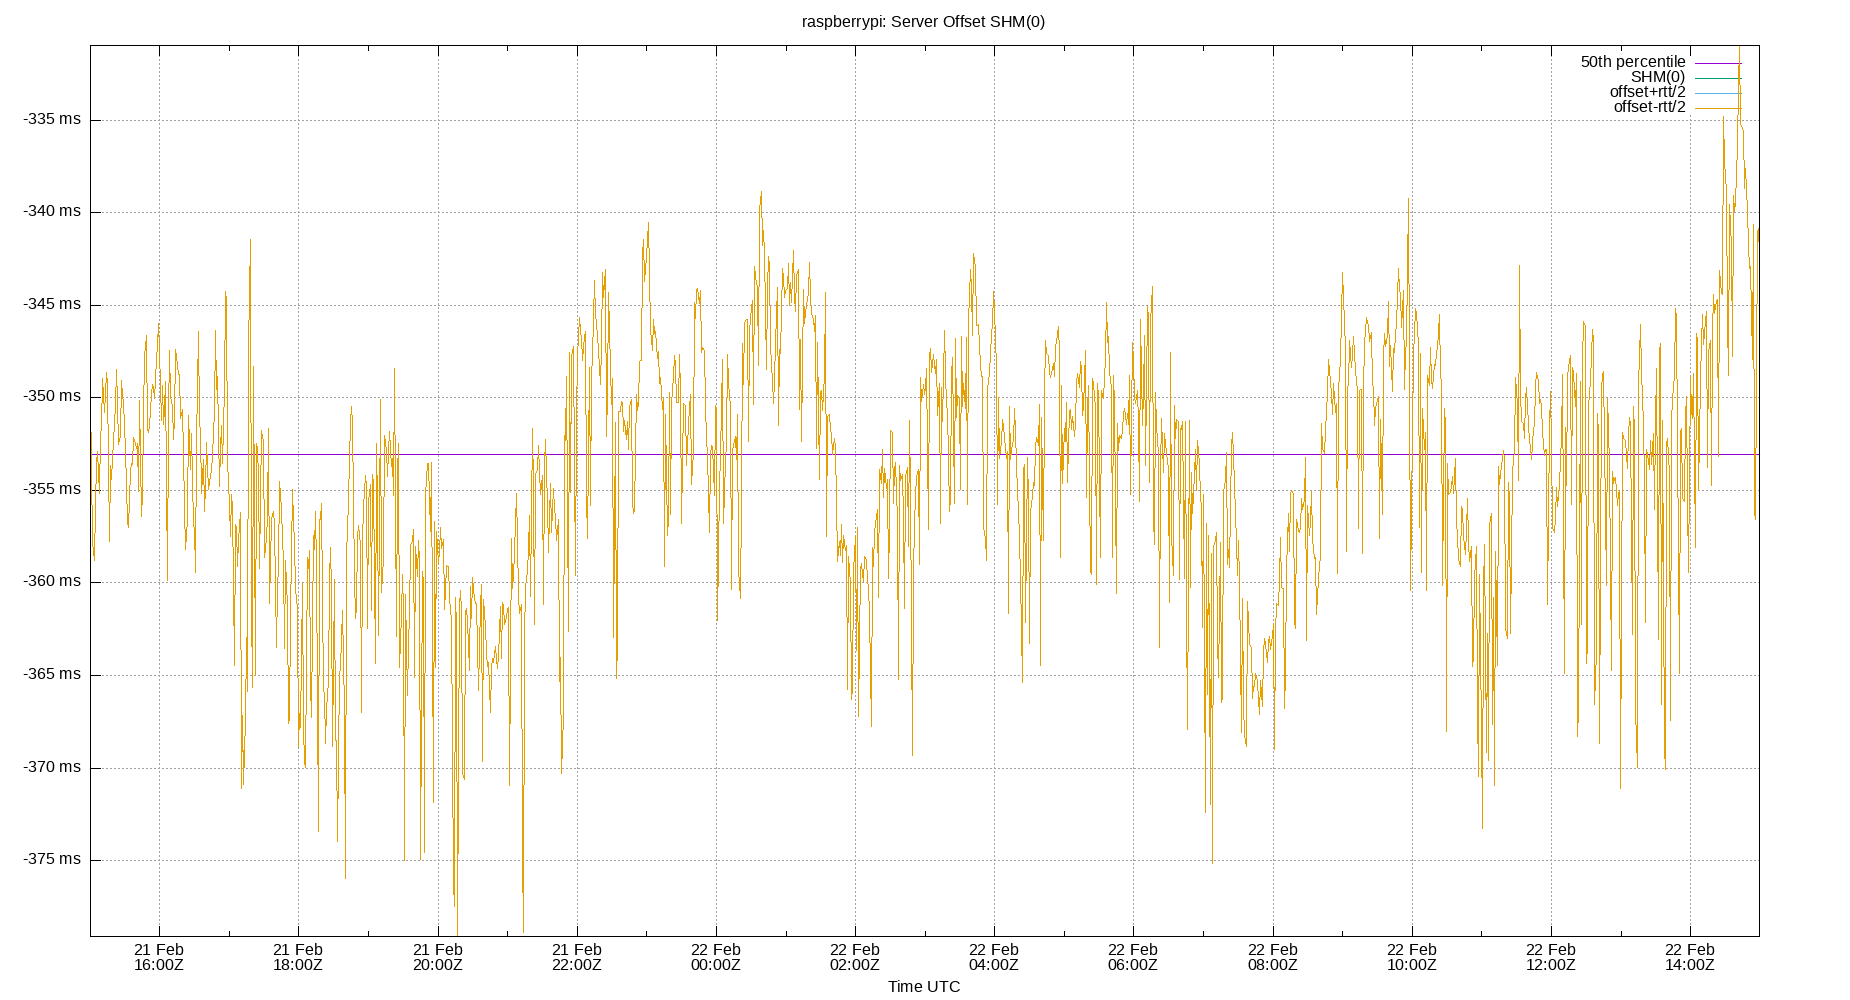 raspberrypi: Server Offset SHM(0)
50th percentile
SHM(0)
offset+rtt/2
offset-rtt/2
-335 ms
-340 ms
-345 ms
-350 ms
-355 ms
-360 ms
-365 ms
-370 ms
-375 ms
21 Feb 21 Feb 21 Feb 21 Feb 22 Feb 22 Feb 22 Feb 22 Feb 22 Feb 22 Feb 22 Feb 22 Feb
16:00Z 18:00Z 20:00Z 22:00Z 00:00Z 02:00Z 04:00Z 06:00Z 08:00Z 10:00Z 12:00Z 14:00Z
Time UTC